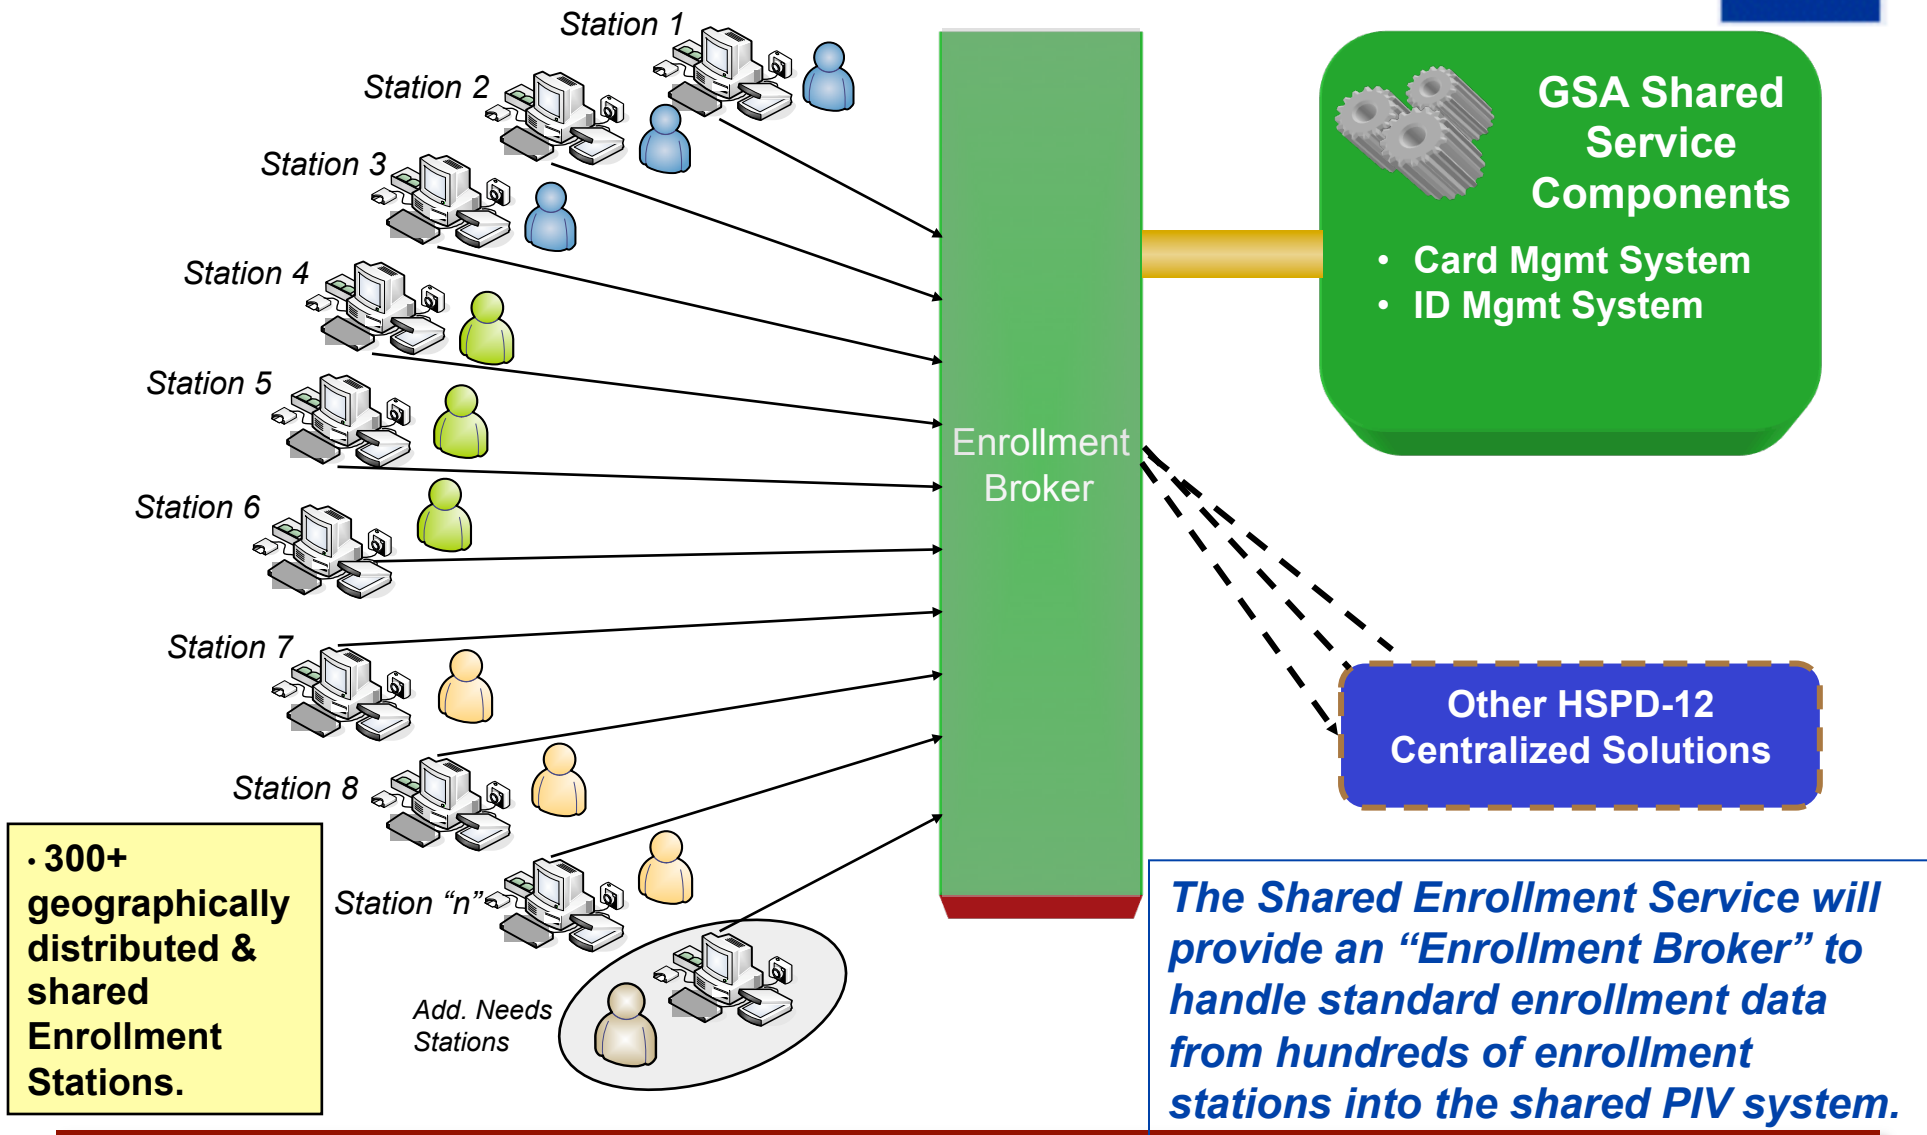 Station 1
Station 2
Station 3
Station 4
Station 5
Station 6
Station 7
Station 8
Station “n”
Add. Needs
Stations
• 300+
geographically
distributed &
shared
Enrollment
Stations.
Enrollment
Broker
GSA Shared
Service
Components
• Card Mgmt System
• ID Mgmt System
Other HSPD-12
Centralized Solutions
The Shared Enrollment Service will
provide an “Enrollment Broker” to
handle standard enrollment data
from hundreds of enrollment
stations into the shared PIV system.